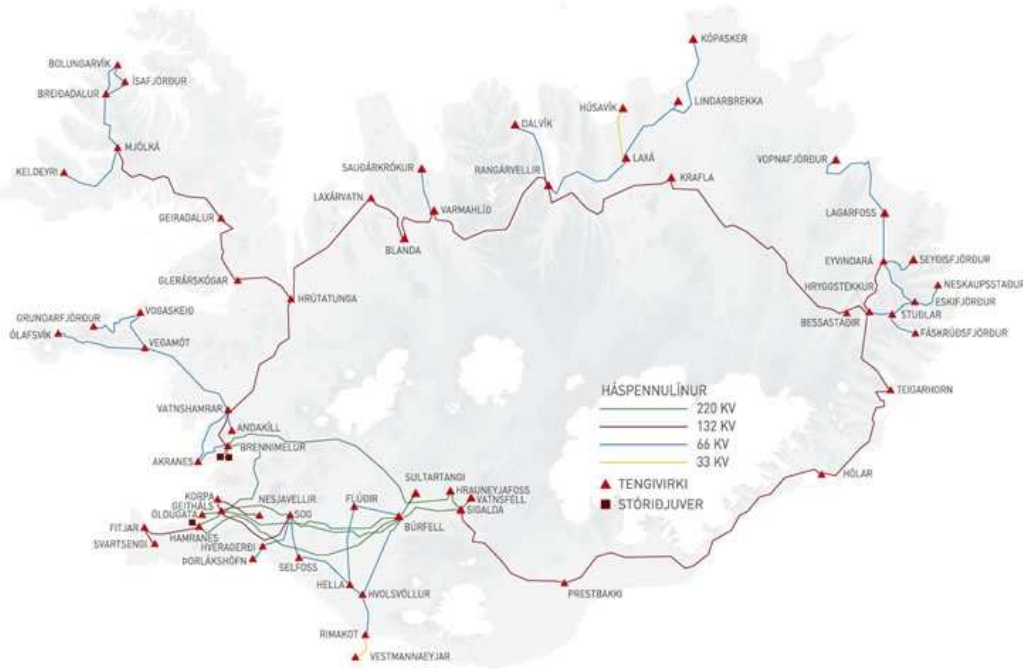 KÓPASKER
BOLUNGARVÍK
ÍSAFJÖRÐUR
BREIÐADALUR
LINDARBREKKA
HÚSAVÍK
DALVÍK
MJÓLKÁ
LAXÁ
VOPNAFJÖRÐUR
KELDEYRI
SAUÐÁRKRÓKUR
RANGÁRVELLIR
KRAFLA
LAXÁRVATN
VARMAHLÍÐ
LAGARFOSS
GEIRADALUR
BLANDA
EYVINDARÁ
SEYÐISFJÖRÐUR
GLERÁRSKÓGAR
HRYGGSTEKKUR
NESKAUPSSTAÐUR
HRÚTATUNGA
ESKIFJÖRÐUR
VOGASKEIÐ
GRUNDARFJÖRÐUR
BESSASTAÐIR
STUÐLAR
ÓLAFSVÍK
FÁSKRÚÐSFJÖRÐUR
VEGAMÓT
HÁSPENNULÍNUR
TEIGARHORN
220 KV
VATNSHAMRAR
132 KV
ANDAKÍLL
66 KV
BRENNIMELUR
33 KV
AKRANES
SULTARTANGI
TENGIVIRKI
HÓLAR
HRAUNEYJAFOSS
VATNSFELL
STÓRIÐJUVER
KORPA
NESJAVELLIR
FLÚÐIR
SIGALDA
GEITHÁLS
ÖLDUGATA
SOG
BÚRFELL
FITJAR
HAMRANES
SVARTSENGI
HVERAGERÐI
ÞORLÁKSHÖFN
SELFOSS
HELLA
HVOLSVÖLLUR
PRESTBAKKI
RIMAKOT
VESTMANNAEYJAR